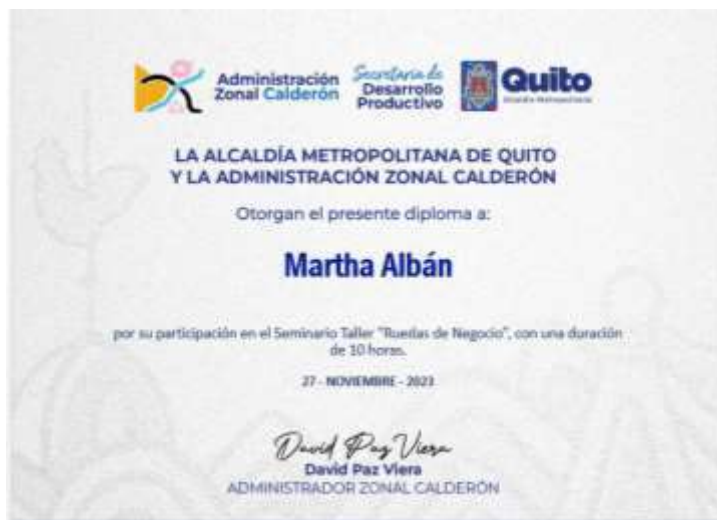 Administración
Zonal Calderón
Secretaría de
Desarrollo
Productivo
Quito
Alcaldía Metropolitana
LA ALCALDÍA METROPOLITANA DE QUITO
Y LA ADMINISTRACIÓN ZONAL CALDERÓN
Otorgan el presente diploma a:
Martha Albán
por su participación en el Seminario Taller "Ruedas de Negocio", con una duración
de 10 horas.
27 - NOVIEMBRE - 2023
David Paz Viera
David Paz Viera
ADMINISTRADOR ZONAL CALDERÓN